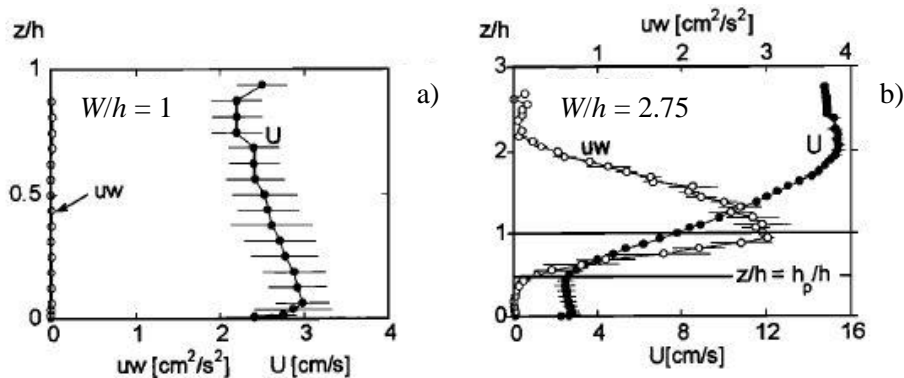 z/h
1
0.5
0
W/h = 1
a)
U
uw
0
1
2
3
4
uw [cm²/s²]
U [cm/s]
uw [cm²/s²]
z/h
0 1 2 3 4
3
2
1
0
W/h = 2.75
b)
uw
U
z/h = hₚ/h
0 4 8 12 16
U[cm/s]